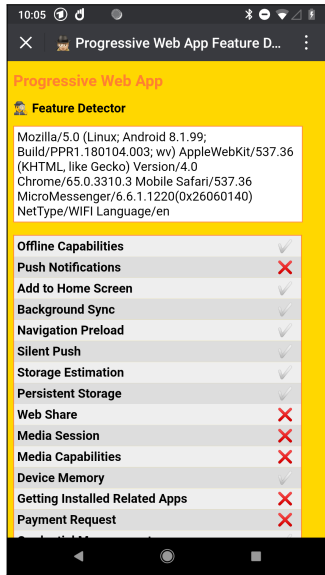 10:05
Progressive Web App Feature D...
Progressive Web App
Feature Detector
Mozilla/5.0 (Linux; Android 8.1.99;
Build/PPR1.180104.003; wv) AppleWebKit/537.36
(KHTML, like Gecko) Version/4.0
Chrome/65.0.3310.3 Mobile Safari/537.36
MicroMessenger/6.6.1.1220(0x26060140)
NetType/WIFI Language/en
Offline Capabilities
Push Notifications
Add to Home Screen
Background Sync
Navigation Preload
Silent Push
Storage Estimation
Persistent Storage
Web Share
Media Session
Media Capabilities
Device Memory
Getting Installed Related Apps
Payment Request